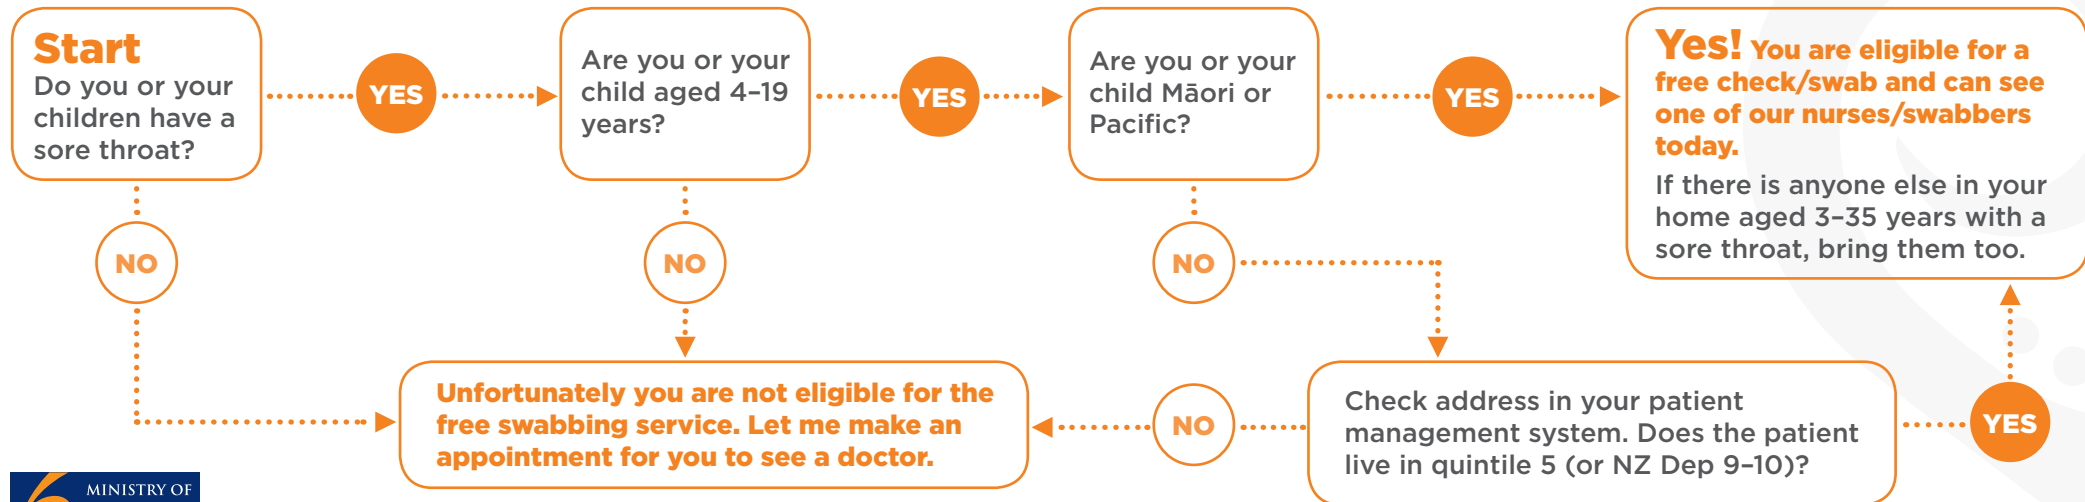 Start
Do you or your
children have a
sore throat?
YES
Are you or your
child aged 4–19
years?
YES
Are you or your
child Māori or
Pacific?
YES
Yes! You are eligible for a
free check/swab and can see
one of our nurses/swabbers
today.
If there is anyone else in your
home aged 3–35 years with a
sore throat, bring them too.
NO
NO
NO
Unfortunately you are not eligible for the
free swabbing service. Let me make an
appointment for you to see a doctor.
NO
Check address in your patient
management system. Does the patient
live in quintile 5 (or NZ Dep 9–10)?
YES
MINISTRY OF